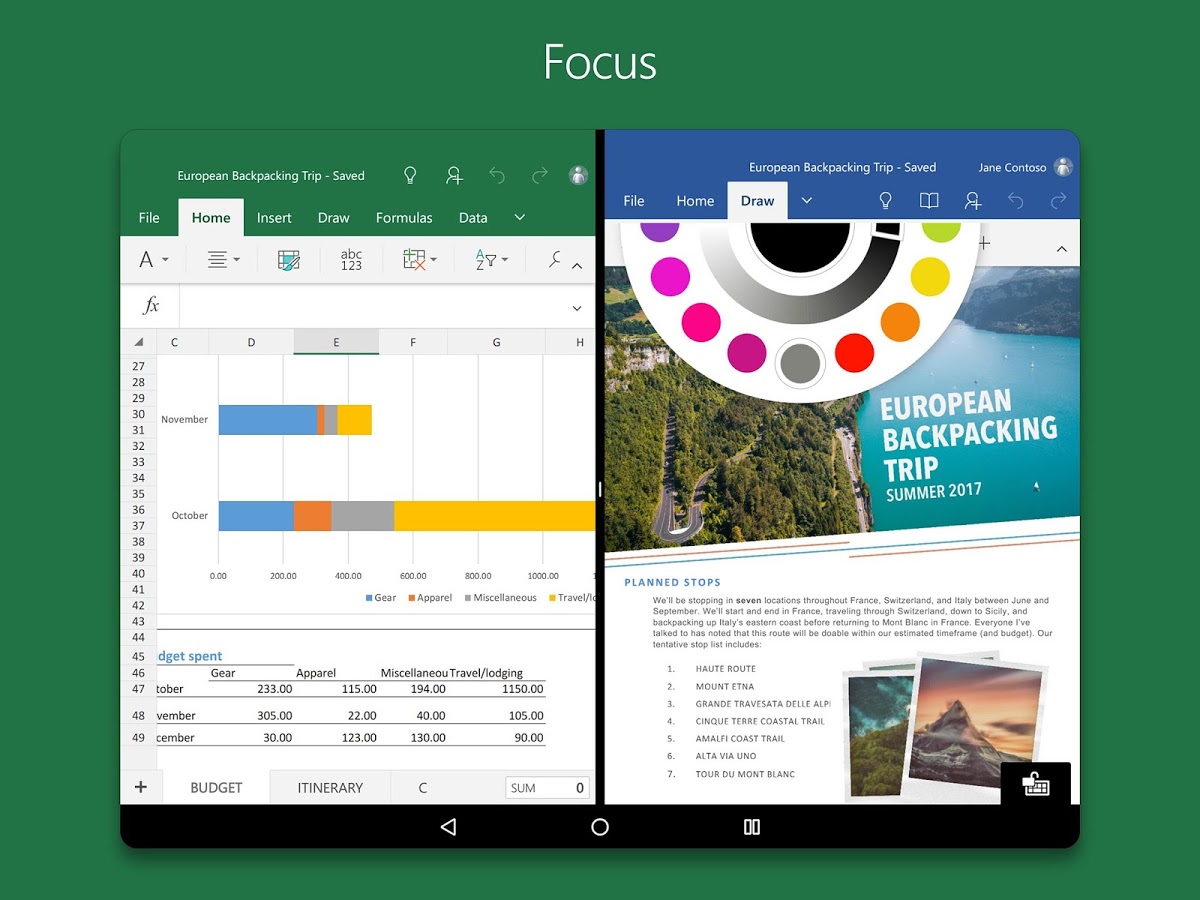 Focus
European Backpacking Trip - Saved
File Home Insert Draw Formulas Data
A
abc
123
A
Z
fx
C D E F G H
27
28
29
30
31
32
33
34
35
36
37
38
39
40
41
42
43
44
November
October
0.00 200.00 400.00 600.00 800.00 1000.00 1
Gear Apparel Miscellaneous Travel/lo
45 dget spent
46 Gear Apparel Miscellaneou Travel/lodging
47 tober 233.00 115.00 194.00 1150.00
48 vember 305.00 22.00 40.00 105.00
49 cember 30.00 123.00 130.00 90.00
+ BUDGET ITINERARY C SUM 0
European Backpacking Trip - Saved Jane Contoso
File Home Draw
EUROPEAN
BACKPACKING
TRIP
SUMMER 2017
PLANNED STOPS
We'll be stopping in seven locations throughout France, Switzerland, and Italy between June and
September. We'll start and end in France, traveling through Switzerland, down to Sicily, and
backpacking up Italy's eastern coast before returning to Mont Blanc in France. Everyone I've
talked to has noted that this route will be doable within our estimated timeframe (and budget). Our
tentative stop list includes:
1. HAUTE ROUTE
2. MOUNT ETNA
3. GRANDE TRAVESATA DELLE ALPI
4. CINQUE TERRE COASTAL TRAIL
5. AMALFI COAST TRAIL
6. ALTA VIA UNO
7. TOUR DU MONT BLANC